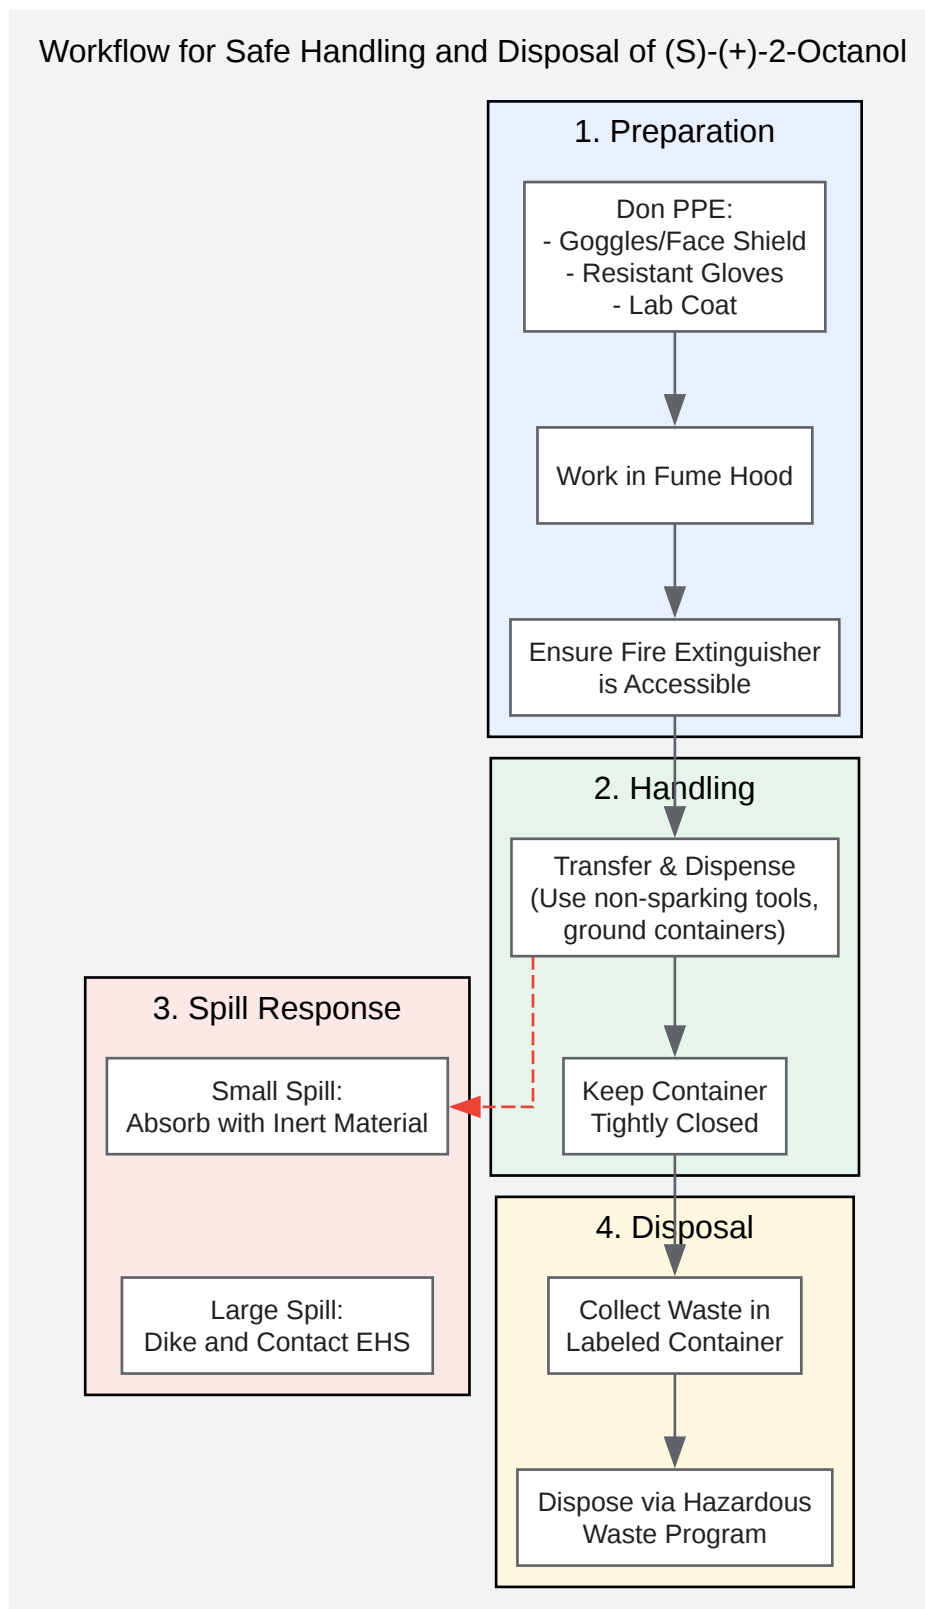 Workflow for Safe Handling and Disposal of (S)-(+)-2-Octanol
1. Preparation
Don PPE:
- Goggles/Face Shield
- Resistant Gloves
- Lab Coat
Work in Fume Hood
Ensure Fire Extinguisher
is Accessible
2. Handling
Transfer & Dispense
(Use non-sparking tools,
ground containers)
Keep Container
Tightly Closed
3. Spill Response
Small Spill:
Absorb with Inert Material
Large Spill:
Dike and Contact EHS
4. Disposal
Collect Waste in
Labeled Container
Dispose via Hazardous
Waste Program